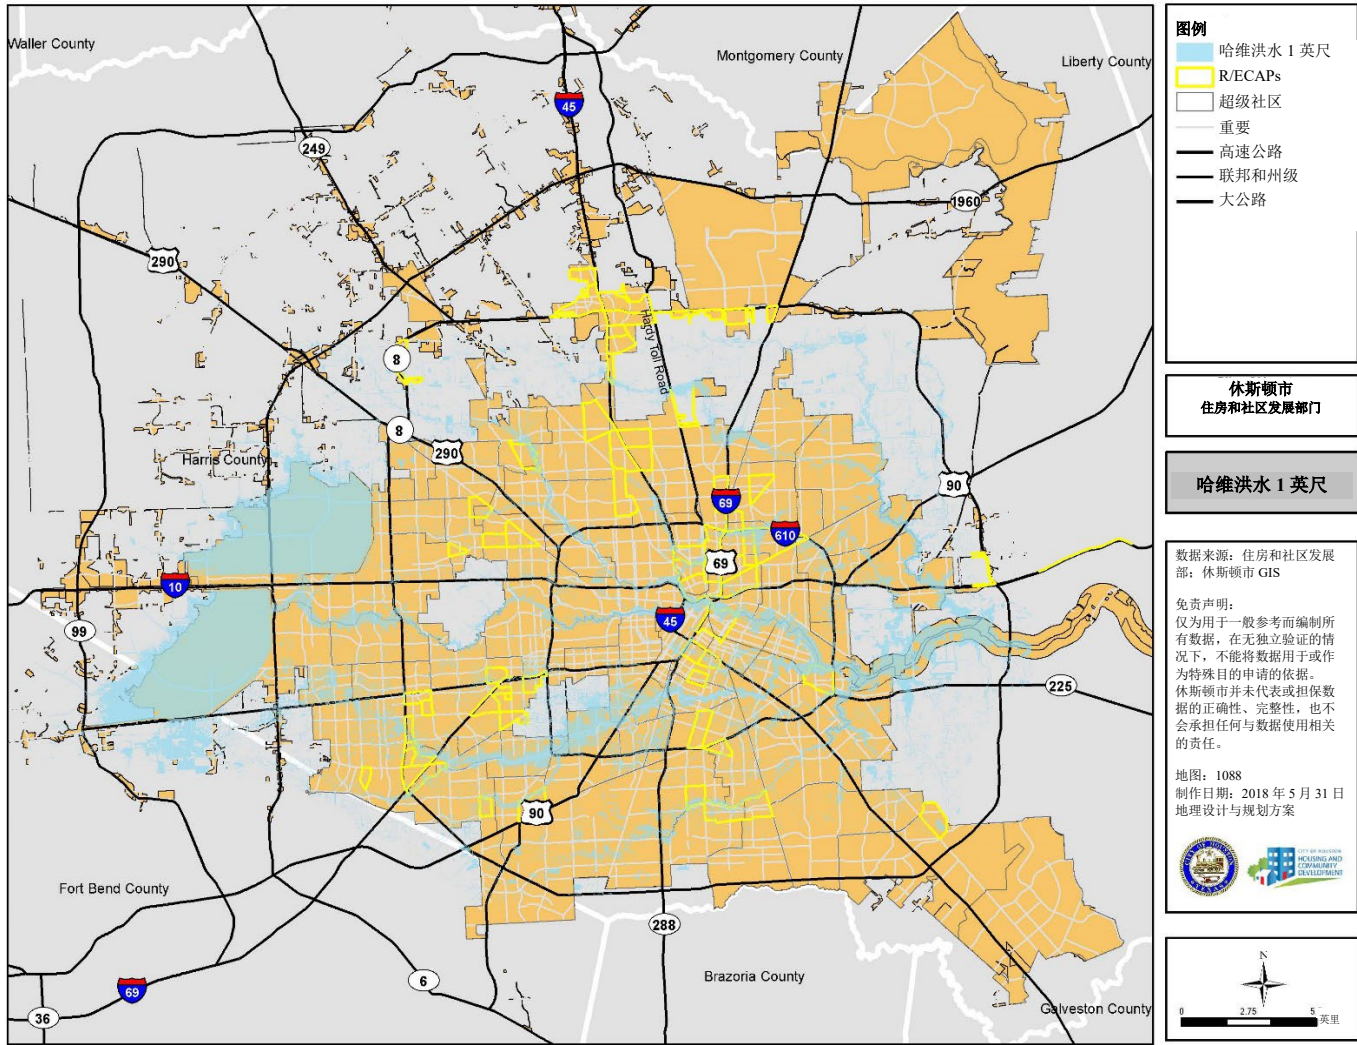 Waller County
Montgomery County
Liberty County
45
249
1960
290
Hardy Toll Road
8
8
290
Harris County
90
69
610
69
10
45
99
225
90
Fort Bend County
288
6
Brazoria County
69
36
Galveston County
图例
哈维洪水 1 英尺
R/ECAPs
超级社区
重要
高速公路
联邦和州级
大公路
休斯顿市
住房和社区发展部门
哈维洪水 1 英尺
数据来源：住房和社区发展
部；休斯顿市 GIS
免责声明：
仅为用于一般参考而编制所
有数据，在无独立验证的情
况下，不能将数据用于或作
为特殊目的申请的依据。
休斯顿市并未代表或担保数
据的正确性、完整性，也不
会承担任何与数据使用相关
的责任。
地图：1088
制作日期：2018 年 5 月 31 日
地理设计与规划方案
CITY OF HOUSTON
TEXAS
CITY OF HOUSTON
HOUSING AND
COMMUNITY
DEVELOPMENT
N
0 2.75 5
英里